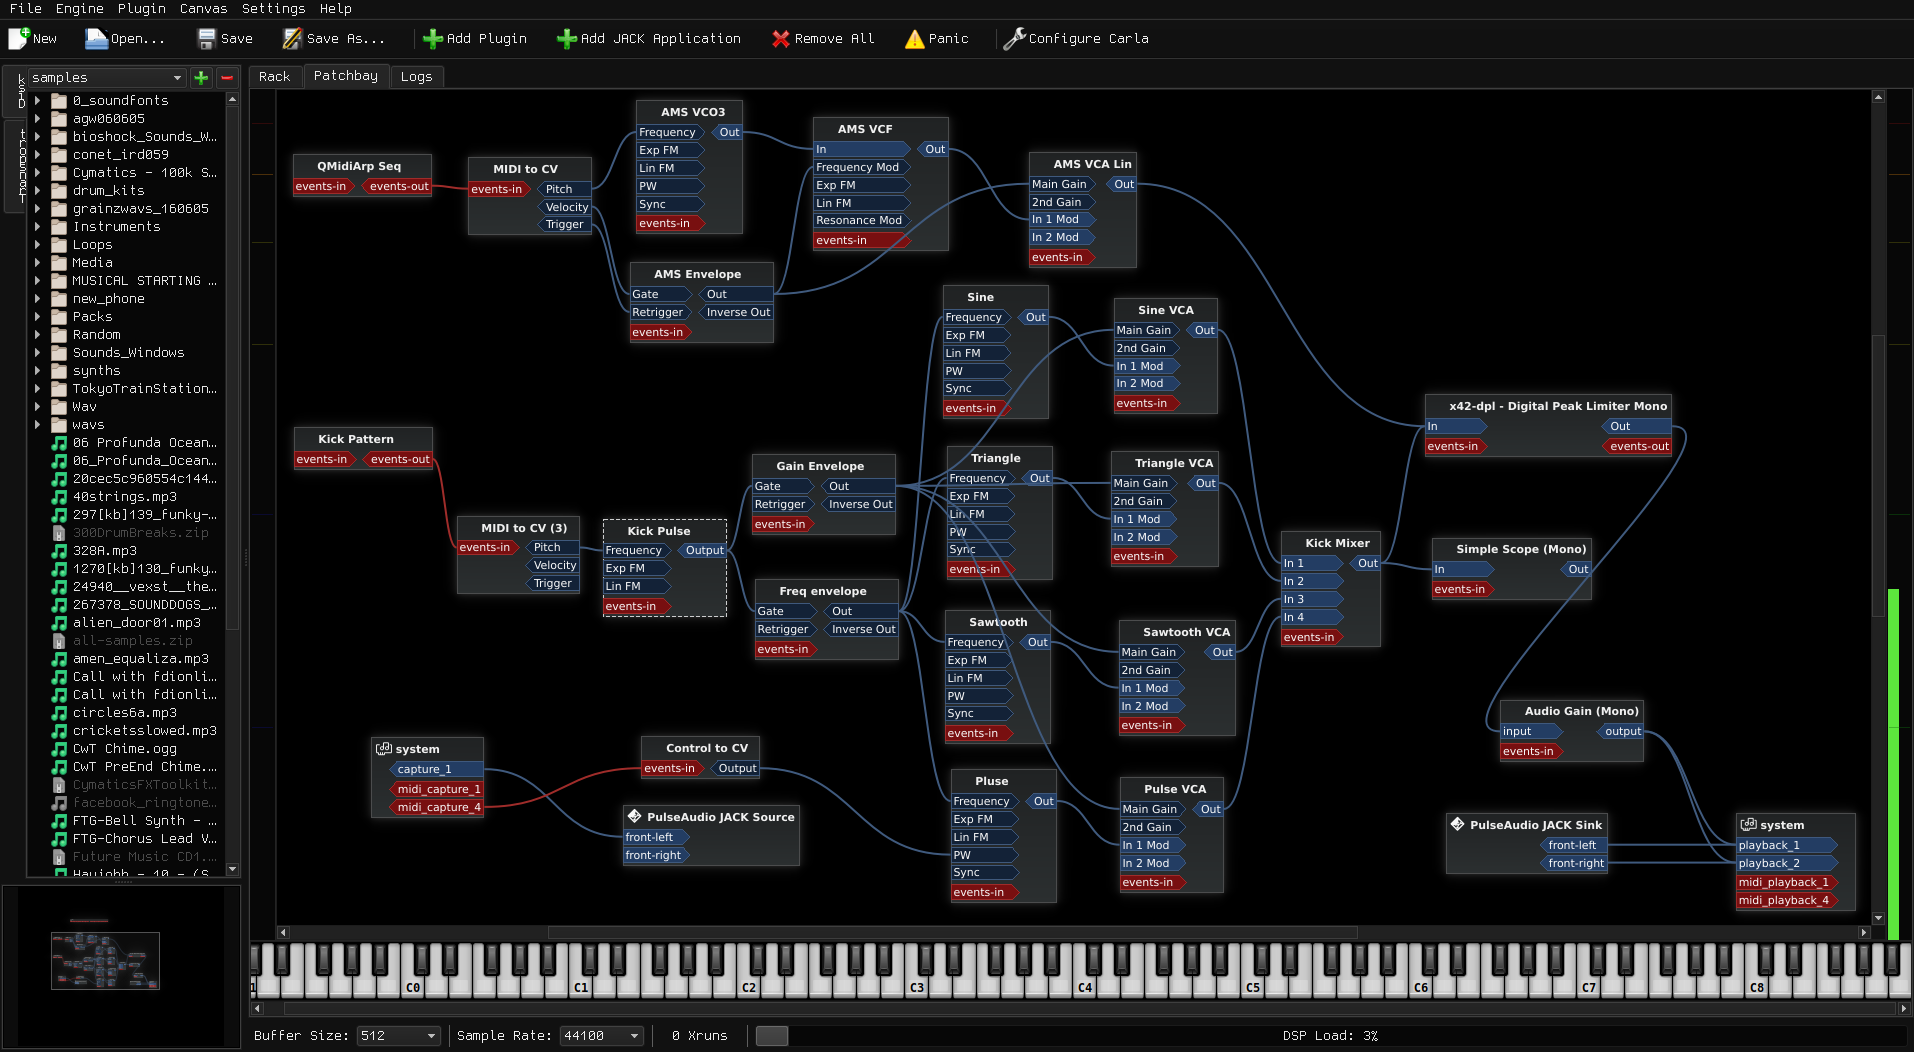 File Engine Plugin Canvas Settings Help
New Open... Save Save As... Add Plugin Add JACK Application Remove All Panic Configure Carla
samples
Rack Patchbay Logs
0_soundfonts
agw060605
bioshock_Sounds_W…
conet_ird059
Cymatics - 100k S…
drum_kits
grainzwavs_160605
Instruments
Loops
Media
MUSICAL STARTING …
new_phone
Packs
Random
Sounds_Windows
synths
TokyoTrainStation…
Wav
wavs
06 Profunda Ocean…
06_Profunda_Ocean…
20cec5c960554c144…
40strings.mp3
297[kb]139_funky-…
300DrumBreaks.zip
328A.mp3
1270[kb]130_funky…
24940__vexst__the…
267378_SOUNDDOGS_…
alien_door01.mp3
all-samples.zip
amen_equaliza.mp3
Call with fdionli…
Call with fdionli…
circles6a.mp3
cricketsslowed.mp3
CwT Chime.ogg
CwT PreEnd Chime.…
CymaticsFXToolkit…
facebook_ringtone…
FTG-Bell Synth - …
FTG-Chorus Lead V…
Future Music CD1.…
QMidiArp Seq
events-in events-out
MIDI to CV
events-in Pitch
Velocity
Trigger
AMS VCO3
Frequency Out
Exp FM
Lin FM
PW
Sync
events-in
AMS VCF
In Out
Frequency Mod
Exp FM
Lin FM
Resonance Mod
events-in
AMS VCA Lin
Main Gain Out
2nd Gain
In 1 Mod
In 2 Mod
events-in
AMS Envelope
Gate Out
Retrigger Inverse Out
events-in
Sine
Frequency Out
Exp FM
Lin FM
PW
Sync
events-in
Sine VCA
Main Gain Out
2nd Gain
In 1 Mod
In 2 Mod
events-in
x42-dpl - Digital Peak Limiter Mono
In Out
events-in events-out
Kick Pattern
events-in events-out
MIDI to CV (3)
events-in Pitch
Velocity
Trigger
Kick Pulse
Frequency Output
Exp FM
Lin FM
events-in
Gain Envelope
Gate Out
Retrigger Inverse Out
events-in
Freq envelope
Gate Out
Retrigger Inverse Out
events-in
Triangle
Frequency Out
Exp FM
Lin FM
PW
Sync
events-in
Triangle VCA
Main Gain Out
2nd Gain
In 1 Mod
In 2 Mod
events-in
Kick Mixer
In 1 Out
In 2
In 3
In 4
events-in
Simple Scope (Mono)
In Out
events-in
Sawtooth
Frequency Out
Exp FM
Lin FM
PW
Sync
events-in
Sawtooth VCA
Main Gain Out
2nd Gain
In 1 Mod
In 2 Mod
events-in
Audio Gain (Mono)
input output
events-in
system
capture_1
midi_capture_1
midi_capture_4
Control to CV
events-in Output
PulseAudio JACK Source
front-left
front-right
Pluse
Frequency Out
Exp FM
Lin FM
PW
Sync
events-in
Pulse VCA
Main Gain Out
2nd Gain
In 1 Mod
In 2 Mod
events-in
PulseAudio JACK Sink
front-left
front-right
system
playback_1
playback_2
midi_playback_1
midi_playback_4
C0 C1 C2 C3 C4 C5 C6 C7 C8
Buffer Size: 512 Sample Rate: 44100 0 Xruns DSP Load: 3%